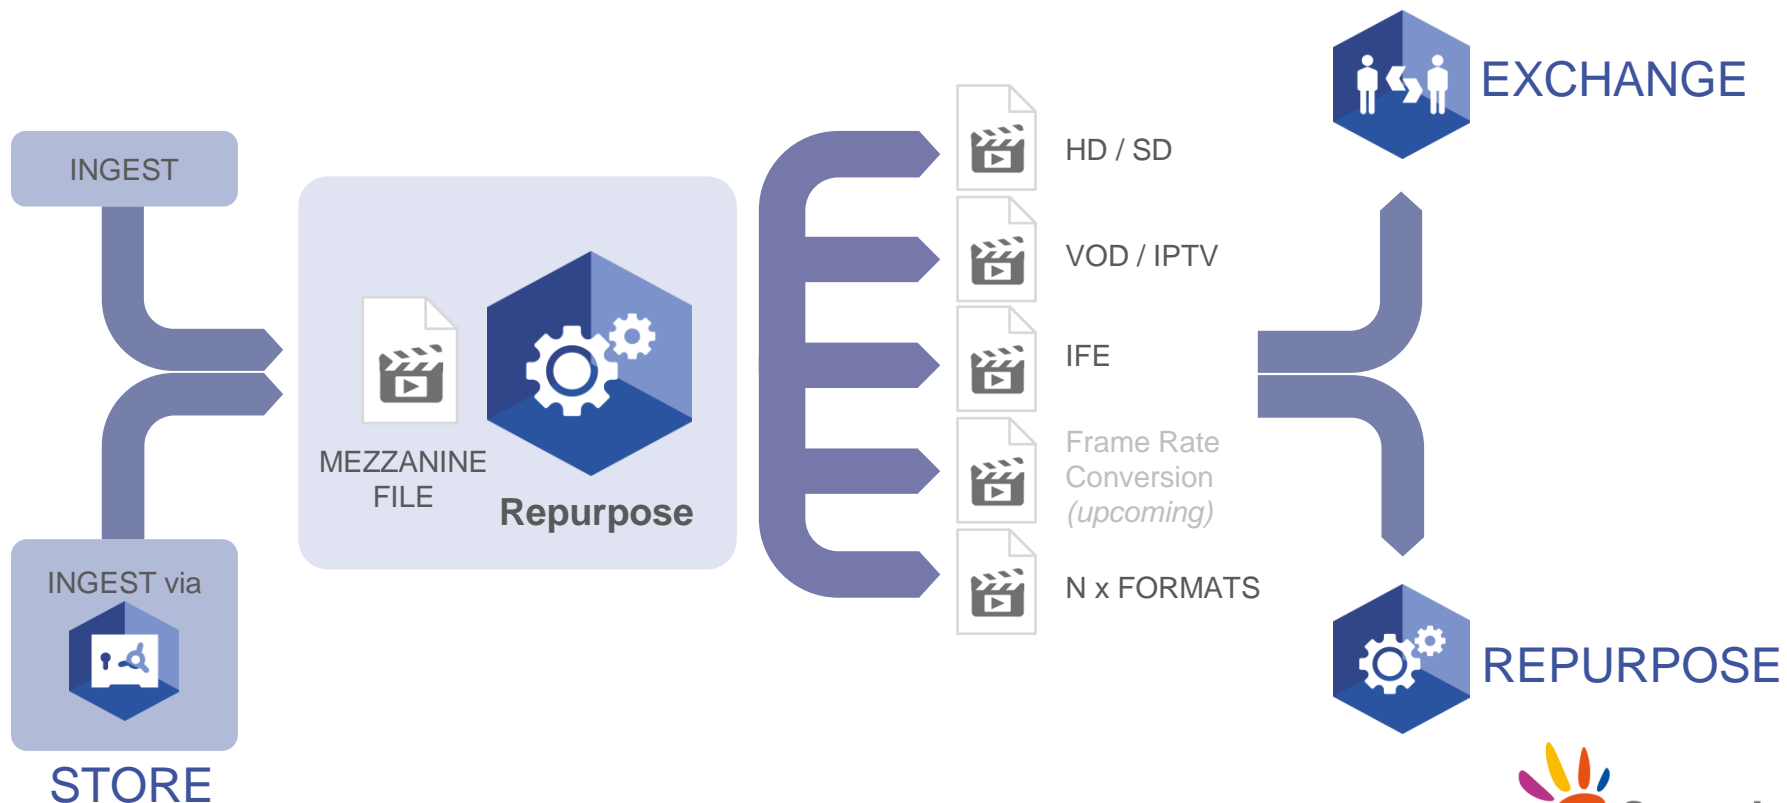 INGEST
INGEST via
STORE
MEZZANINE
FILE
Repurpose
HD / SD
VOD / IPTV
IFE
Frame Rate
Conversion
(upcoming)
N x FORMATS
EXCHANGE
REPURPOSE